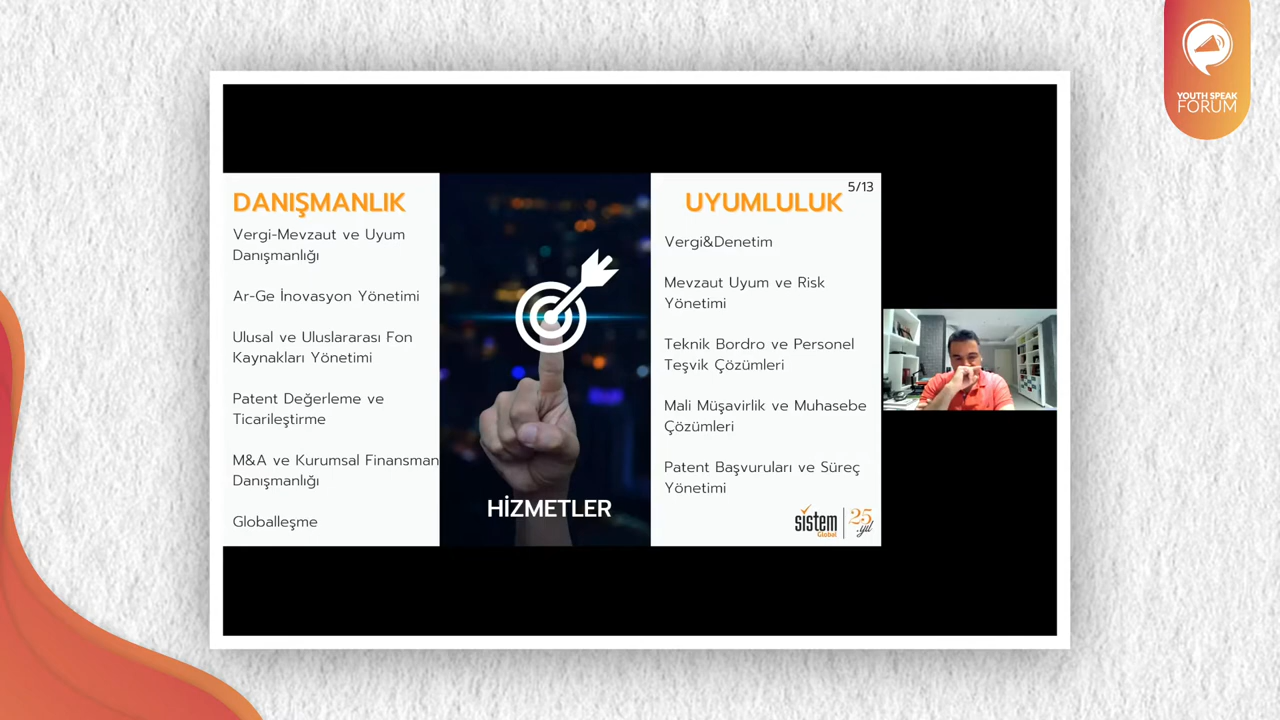 YOUTH SPEAK
FORUM
DANIŞMANLIK
Vergi-Mevzaut ve Uyum
Danışmanlığı
Ar-Ge İnovasyon Yönetimi
Ulusal ve Uluslararası Fon
Kaynakları Yönetimi
Patent Değerleme ve
Ticarileştirme
M&A ve Kurumsal Finansman
Danışmanlığı
Globalleşme
HİZMETLER
5/13
UYUMLULUK
Vergi&Denetim
Mevzaut Uyum ve Risk
Yönetimi
Teknik Bordro ve Personel
Teşvik Çözümleri
Mali Müşavirlik ve Muhasebe
Çözümleri
Patent Başvuruları ve Süreç
Yönetimi
sistem
Global
25
.yıl